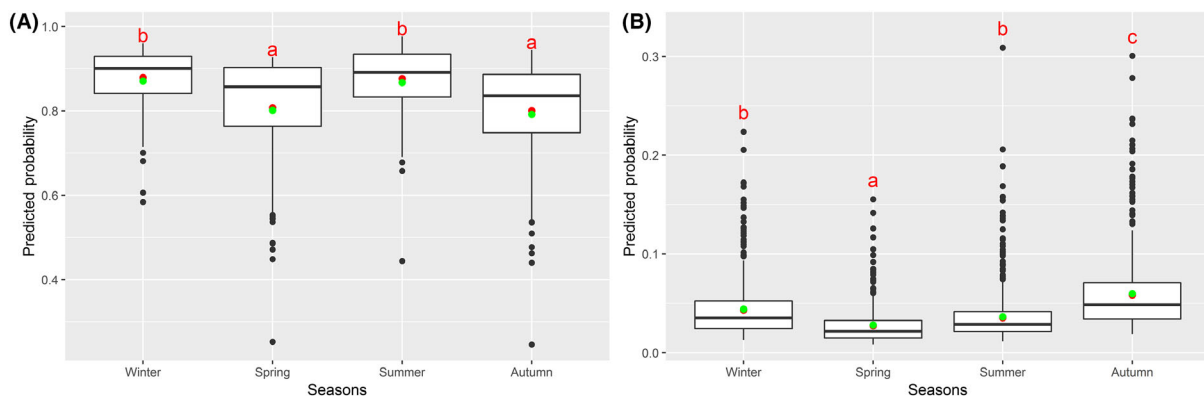 (A)
Predicted probability
1.0
0.8
0.6
0.4
b
a
b
a
Winter
Spring
Summer
Autumn
Seasons
(B)
Predicted probability
0.3
0.2
0.1
0.0
b
a
b
c
Winter
Spring
Summer
Autumn
Seasons